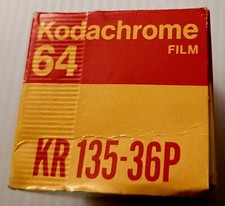 Kodachrome
64
FILM
KR 135-36P